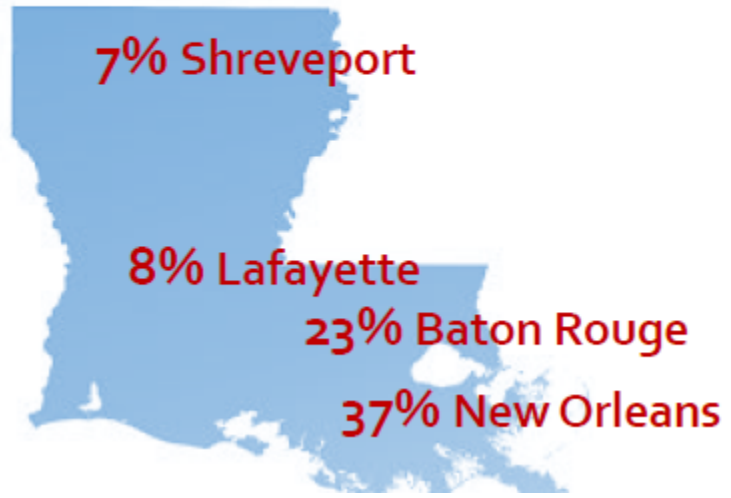 7% Shreveport
8% Lafayette
23% Baton Rouge
37% New Orleans